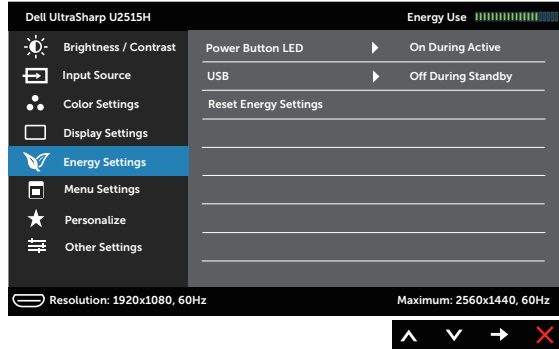 Dell UltraSharp U2515H Energy Use
Brightness / Contrast Power Button LED On During Active
Input Source USB Off During Standby
Color Settings Reset Energy Settings
Display Settings
Energy Settings
Menu Settings
Personalize
Other Settings
Resolution: 1920x1080, 60Hz Maximum: 2560x1440, 60Hz